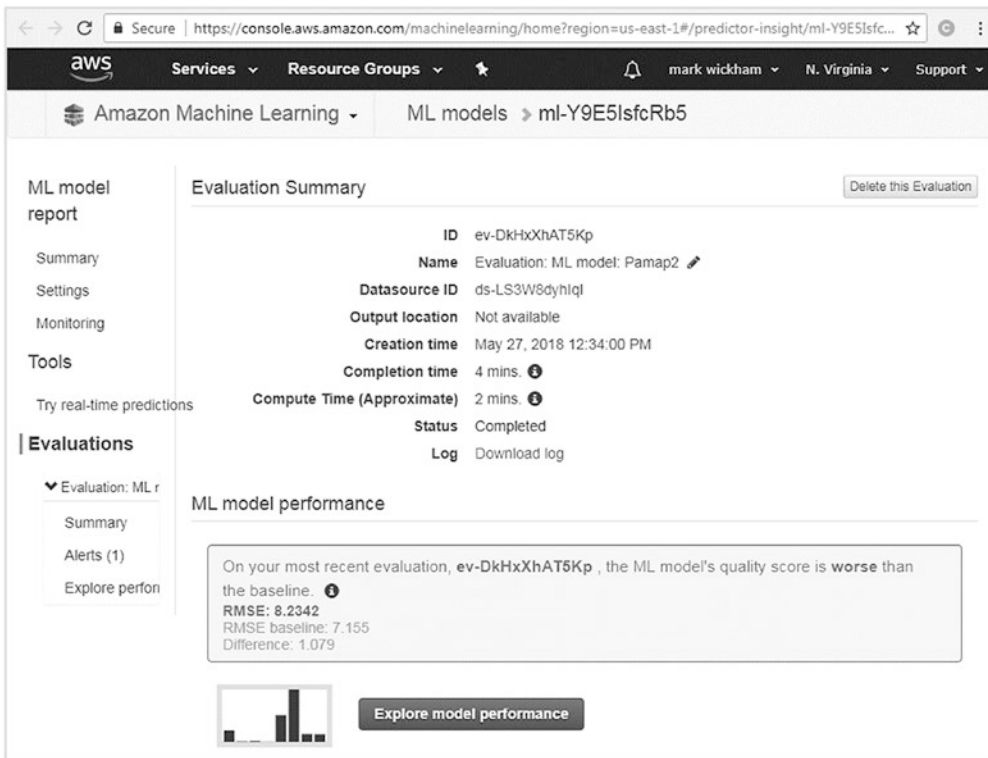 Secure | https://console.aws.amazon.com/machinelearning/home?region=us-east-1#/predictor-insight/ml-Y9E5Isfc...
aws Services Resource Groups mark wickham N. Virginia Support
Amazon Machine Learning ML models > ml-Y9E5IsfcRb5
ML model report
Summary
Settings
Monitoring
Tools
Try real-time predictions
Evaluations
Evaluation: ML r
Summary
Alerts (1)
Explore perforn
Evaluation Summary
Delete this Evaluation
ID ev-DkHxXhAT5Kp
Name Evaluation: ML model: Pamap2
Datasource ID ds-LS3W8dyhIqI
Output location Not available
Creation time May 27, 2018 12:34:00 PM
Completion time 4 mins.
Compute Time (Approximate) 2 mins.
Status Completed
Log Download log
ML model performance
On your most recent evaluation, ev-DkHxXhAT5Kp , the ML model's quality score is worse than
the baseline.
RMSE: 8.2342
RMSE baseline: 7.155
Difference: 1.079
Explore model performance